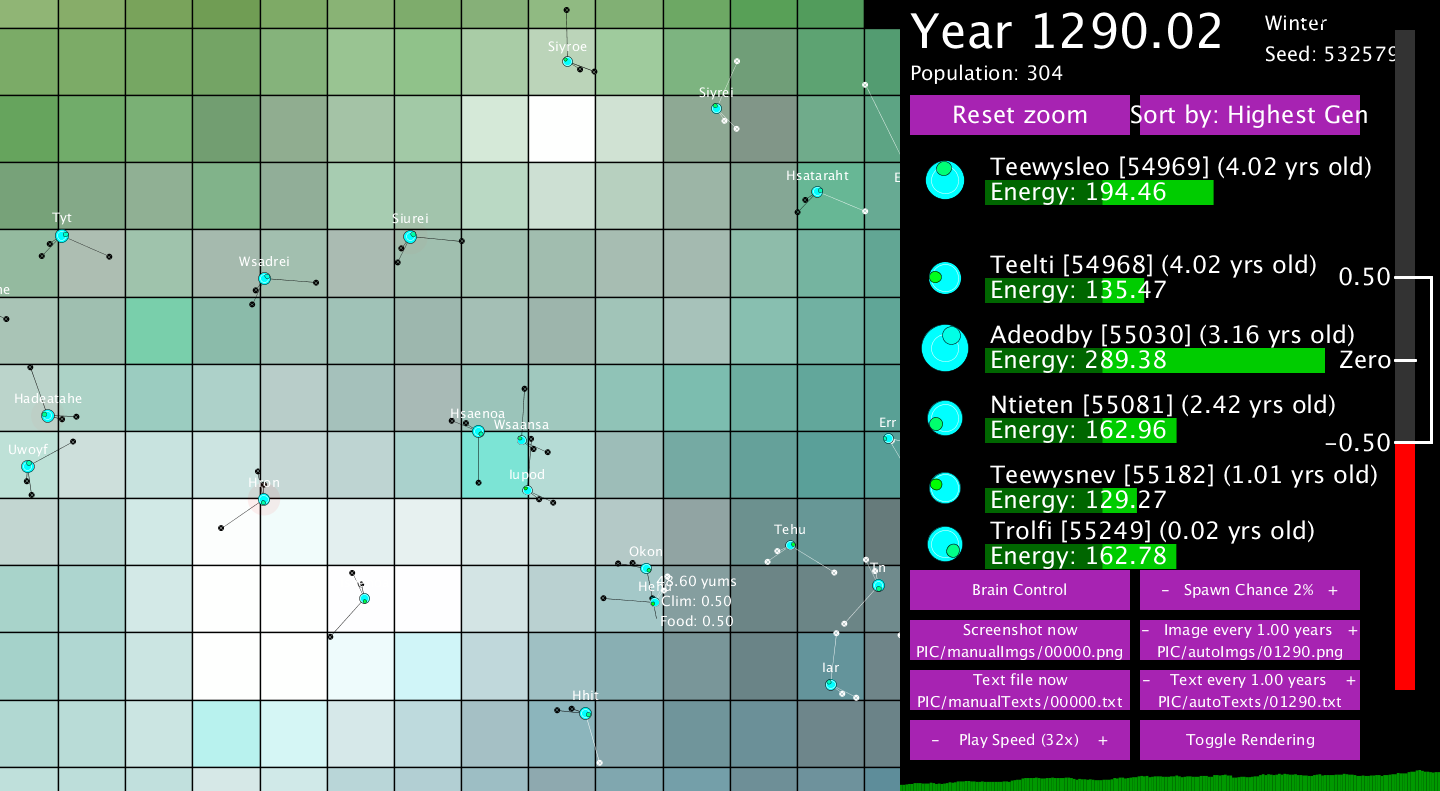 Siyroe
Siyrei
Hsataraht
Tyt
Siurei
Wsadrei
Hadeatahe
Hsaenoa
Wsaansa
Uwoyf
Iupod
Hron
Err
Tehu
Okon
Tn
48.60 yums
Clim: 0.50
Food: 0.50
Iar
Hhit
Year 1290.02
Winter
Seed: 532579
Population: 304
Reset zoom
Sort by: Highest Gen
Teewysleo [54969] (4.02 yrs old)
Energy: 194.46
Teelti [54968] (4.02 yrs old)
Energy: 135.47
Adeodby [55030] (3.16 yrs old)
Energy: 289.38
Ntieten [55081] (2.42 yrs old)
Energy: 162.96
Teewysnev [55182] (1.01 yrs old)
Energy: 129.27
Trolfi [55249] (0.02 yrs old)
Energy: 162.78
0.50
Zero
−0.50
Brain Control
– Spawn Chance 2% +
Screenshot now
PIC/manualImgs/00000.png
– Image every 1.00 years +
PIC/autoImgs/01290.png
Text file now
PIC/manualTexts/00000.txt
– Text every 1.00 years +
PIC/autoTexts/01290.txt
– Play Speed (32x) +
Toggle Rendering